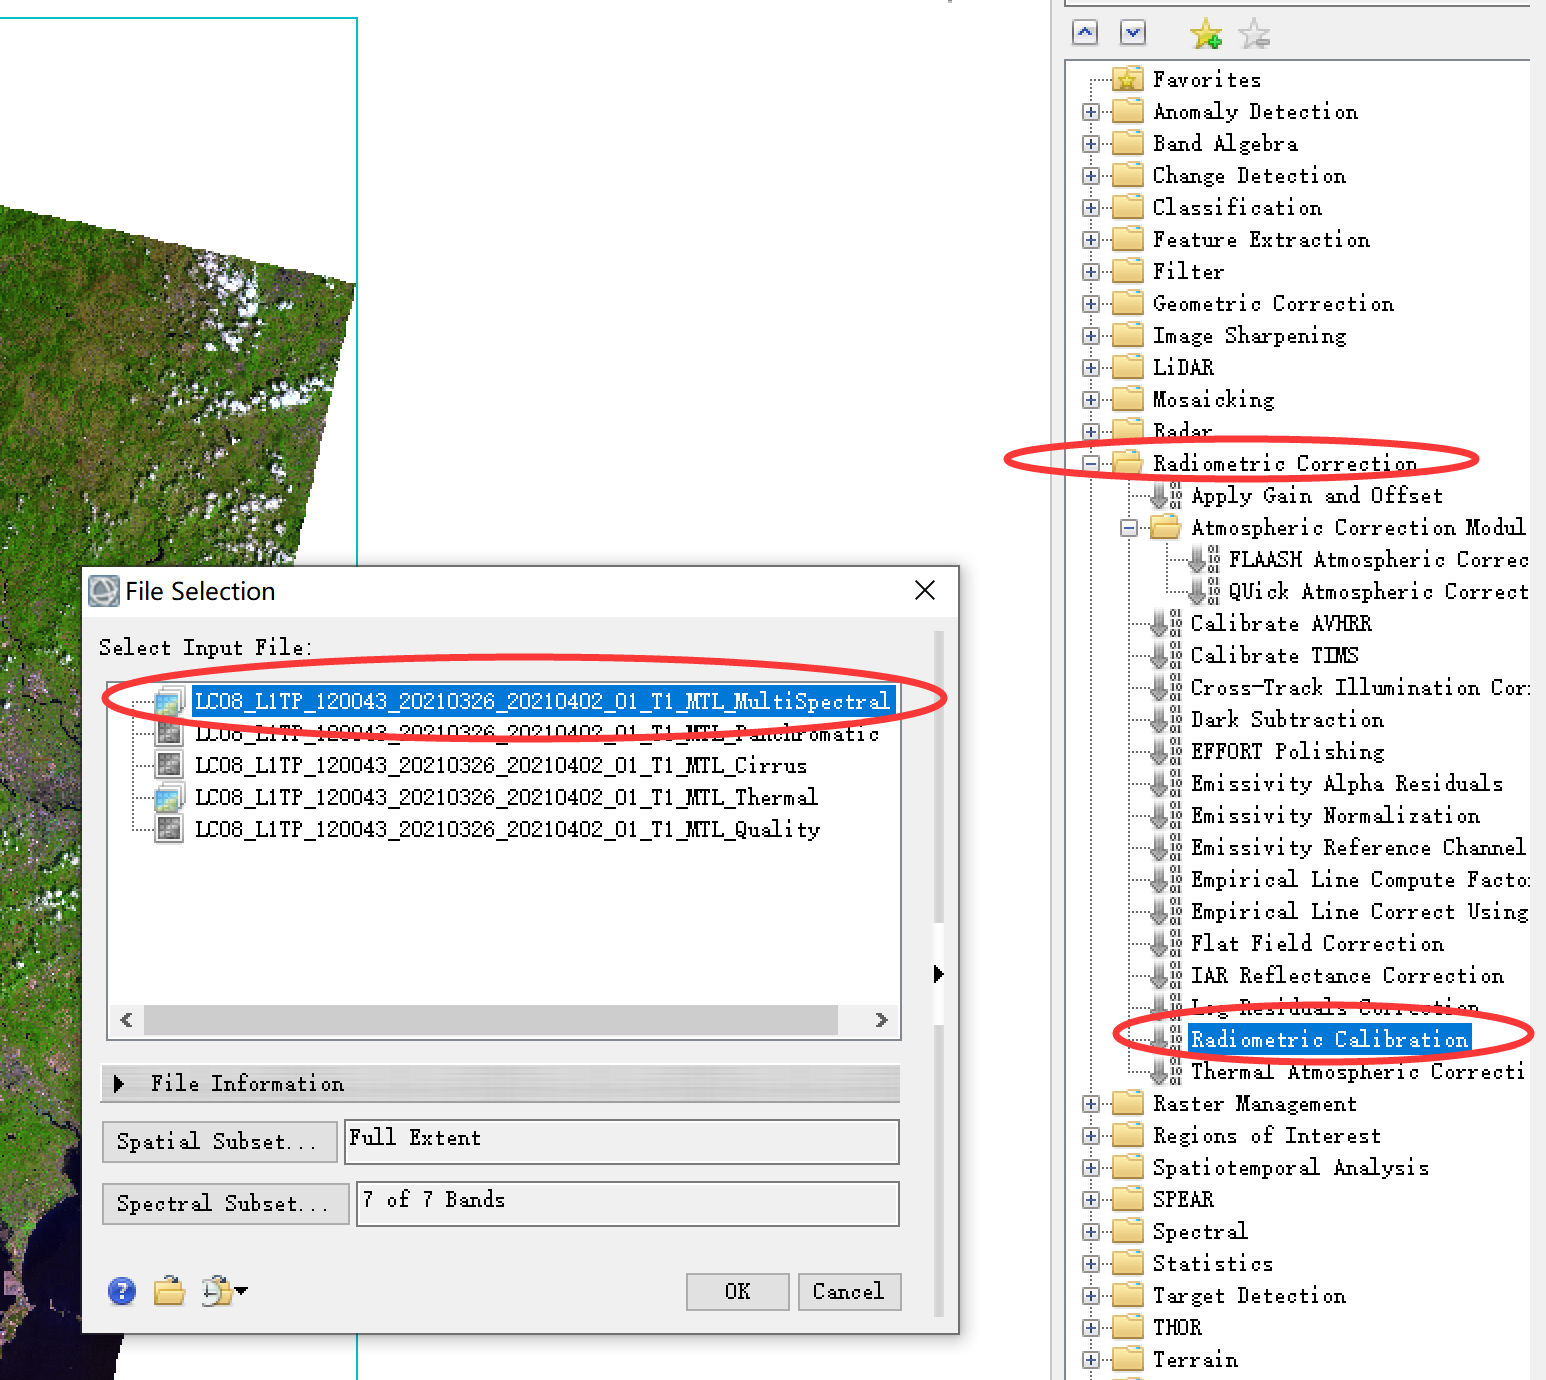 File Selection
Select Input File:
LC08_L1TP_120043_20210326_20210402_01_T1_MTL_MultiSpectral
LC08_L1TP_120043_20210326_20210402_01_T1_MTL_Panchromatic
LC08_L1TP_120043_20210326_20210402_01_T1_MTL_Cirrus
LC08_L1TP_120043_20210326_20210402_01_T1_MTL_Thermal
LC08_L1TP_120043_20210326_20210402_01_T1_MTL_Quality
File Information
Spatial Subset... Full Extent
Spectral Subset... 7 of 7 Bands
OK Cancel
Favorites
Anomaly Detection
Band Algebra
Change Detection
Classification
Feature Extraction
Filter
Geometric Correction
Image Sharpening
LiDAR
Mosaicking
Radar
Radiometric Correction
Apply Gain and Offset
Atmospheric Correction Modul
FLAASH Atmospheric Correc
QUick Atmospheric Correct
Calibrate AVHRR
Calibrate TIMS
Cross-Track Illumination Cor
Dark Subtraction
EFFORT Polishing
Emissivity Alpha Residuals
Emissivity Normalization
Emissivity Reference Channel
Empirical Line Compute Facto
Empirical Line Correct Using
Flat Field Correction
IAR Reflectance Correction
Log Residuals Correction
Radiometric Calibration
Thermal Atmospheric Correcti
Raster Management
Regions of Interest
Spatiotemporal Analysis
SPEAR
Spectral
Statistics
Target Detection
THOR
Terrain